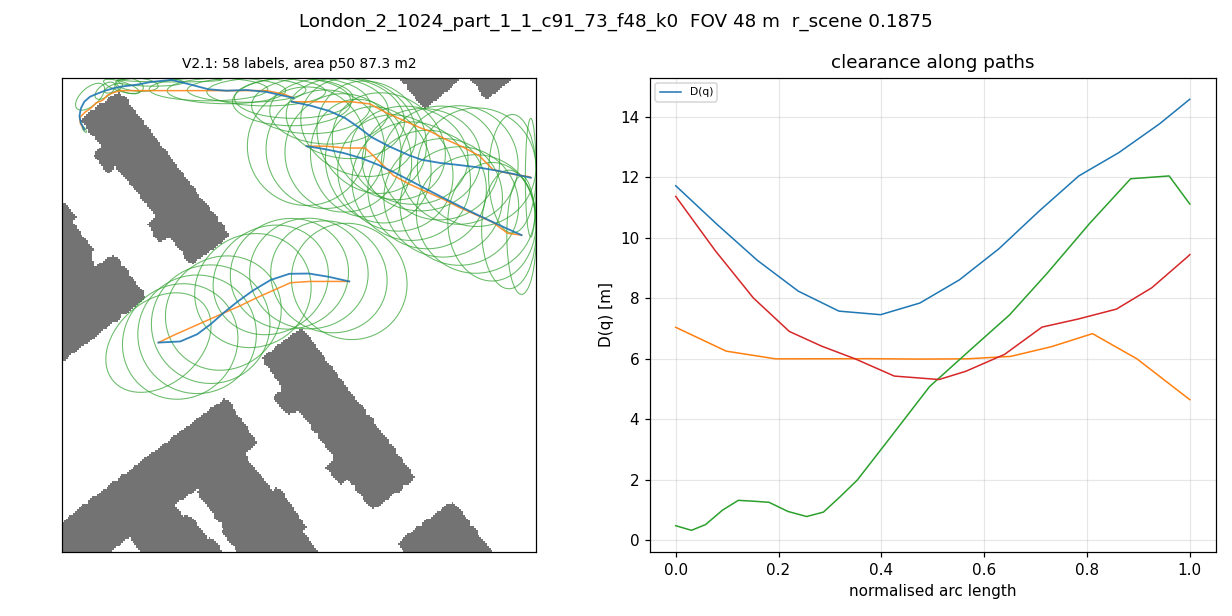 London_2_1024_part_1_1_c91_73_f48_k0  FOV 48 m  r_scene 0.1875
V2.1: 58 labels, area p50 87.3 m2
clearance along paths
D(q)
D(q) [m]
14
12
10
8
6
4
2
0
0.0 0.2 0.4 0.6 0.8 1.0
normalised arc length